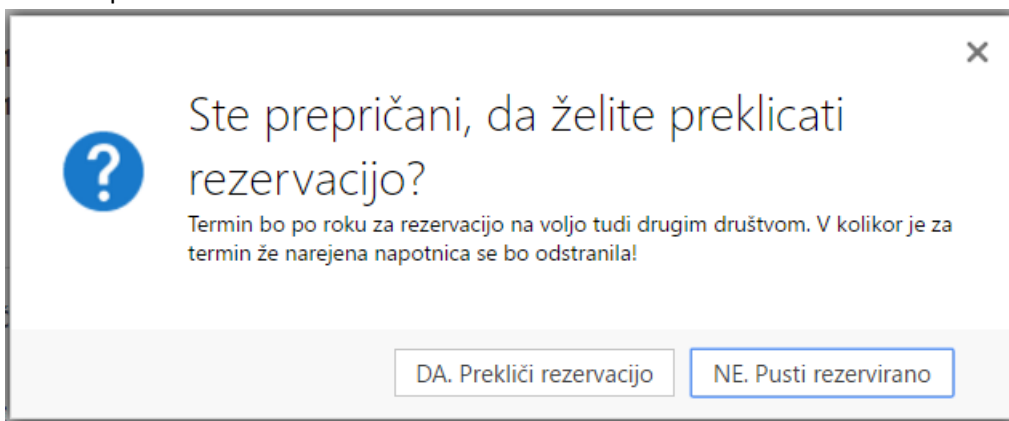 Ste prepričani, da želite preklicati
rezervacijo?
Termin bo po roku za rezervacijo na voljo tudi drugim društvom. V kolikor je za
termin že narejena napotnica se bo odstranila!
DA. Prekliči rezervacijo
NE. Pusti rezervirano